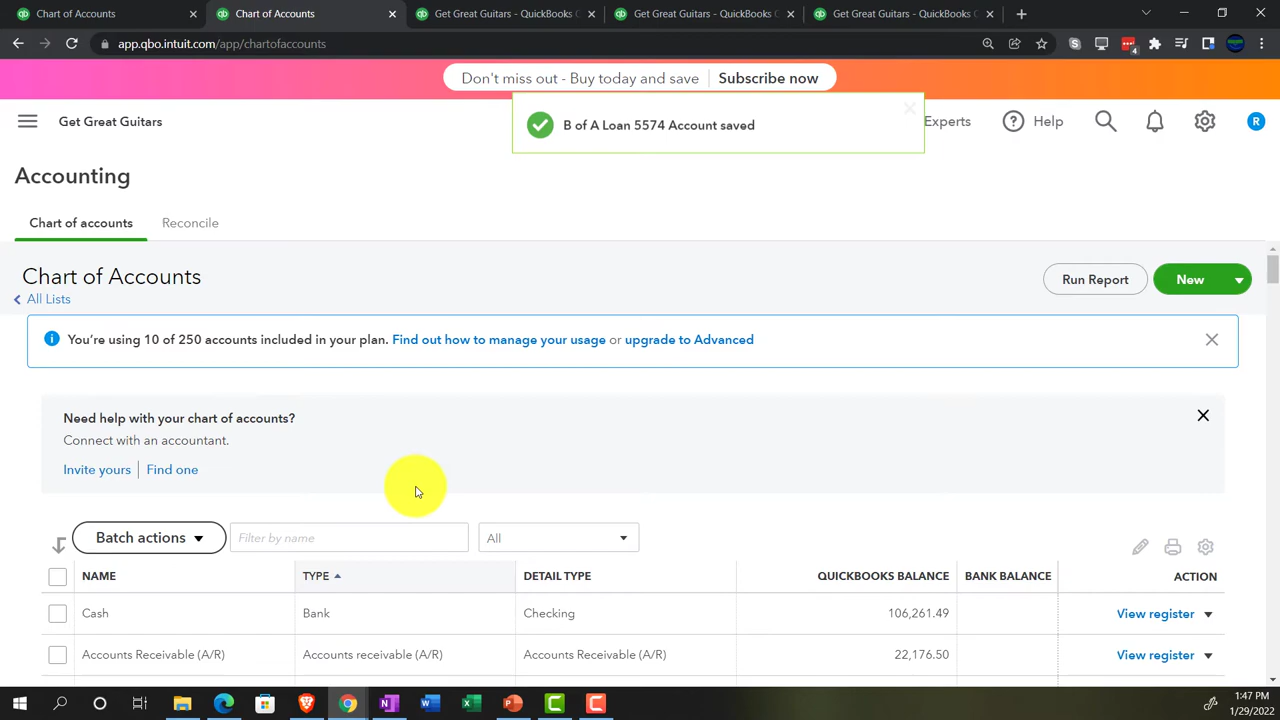 Chart of Accounts
Chart of Accounts
Get Great Guitars - QuickBooks O
Get Great Guitars - QuickBooks O
Get Great Guitars - QuickBooks O
app.qbo.intuit.com/app/chartofaccounts
4
Don't miss out - Buy today and save
Subscribe now
Get Great Guitars
B of A Loan 5574 Account saved
Experts
Help
R
Accounting
Chart of accounts
Reconcile
Chart of Accounts
All Lists
Run Report
New
You're using 10 of 250 accounts included in your plan. Find out how to manage your usage or upgrade to Advanced
Need help with your chart of accounts?
Connect with an accountant.
Invite yours
Find one
Batch actions
Filter by name
All
NAME TYPE DETAIL TYPE QUICKBOOKS BALANCE BANK BALANCE ACTION
Cash Bank Checking 106,261.49 View register
Accounts Receivable (A/R) Accounts receivable (A/R) Accounts Receivable (A/R) 22,176.50 View register
1:47 PM
1/29/2022